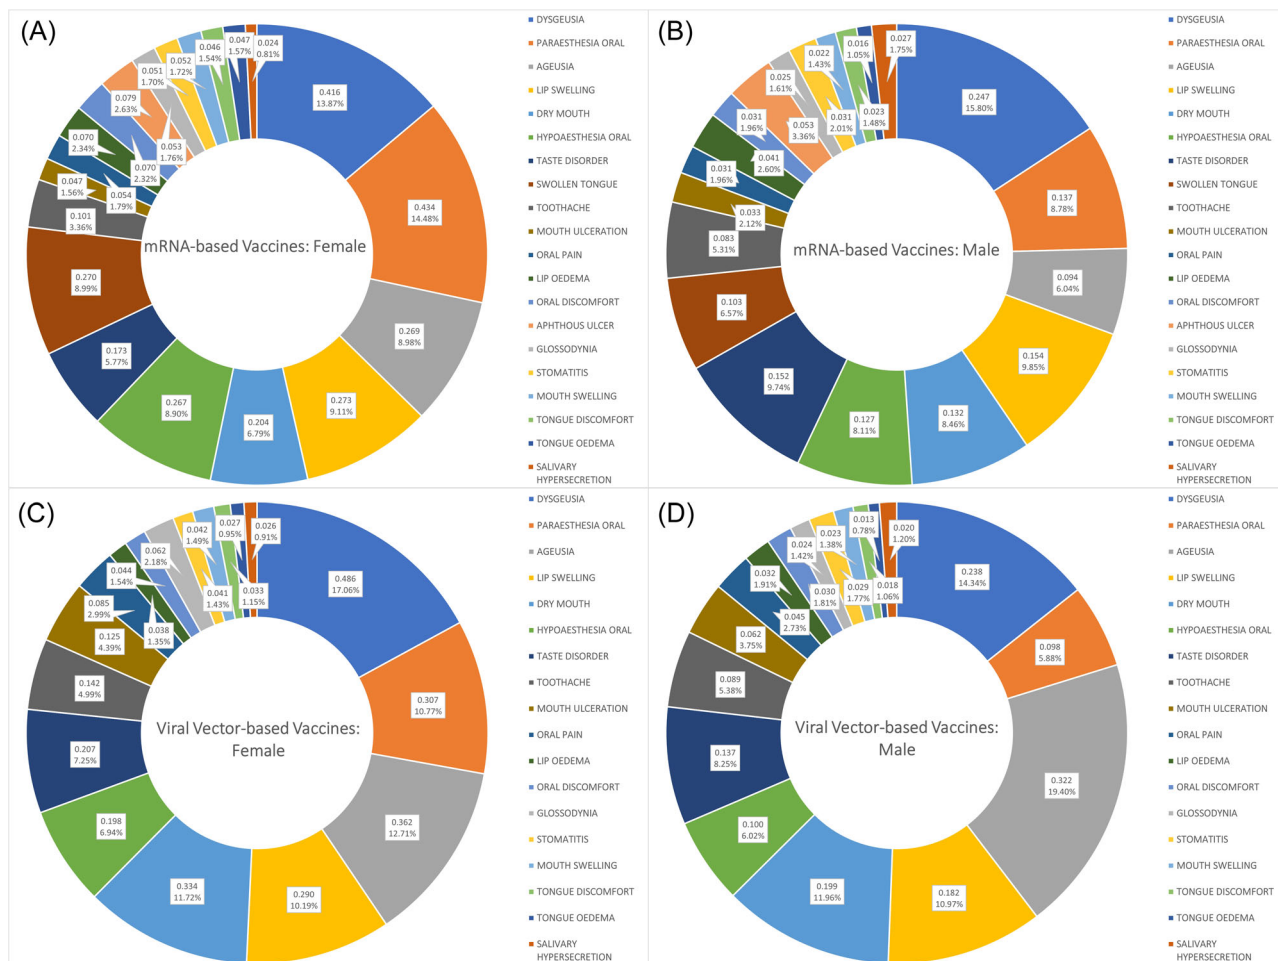 (A)
0.416
13.87%
0.434
14.48%
0.269
8.98%
0.273
9.11%
0.204
6.79%
0.267
8.90%
0.173
5.77%
0.270
8.99%
0.101
3.36%
0.047
1.56%
0.054
1.79%
0.070
2.34%
0.070
2.32%
0.079
2.63%
0.053
1.76%
0.051
1.70%
0.052
1.72%
0.046
1.54%
0.047
1.57%
0.024
0.81%
mRNA-based Vaccines: Female
DYSGEUSIA
PARAESTHESIA ORAL
AGEUSIA
LIP SWELLING
DRY MOUTH
HYPOAESTHESIA ORAL
TASTE DISORDER
SWOLLEN TONGUE
TOOTHACHE
MOUTH ULCERATION
ORAL PAIN
LIP OEDEMA
ORAL DISCOMFORT
APHTHOUS ULCER
GLOSSODYNIA
STOMATITIS
MOUTH SWELLING
TONGUE DISCOMFORT
TONGUE OEDEMA
SALIVARY
HYPERSECRETION
(B)
0.247
15.80%
0.137
8.78%
0.094
6.04%
0.154
9.85%
0.132
8.46%
0.127
8.11%
0.152
9.74%
0.103
6.57%
0.083
5.31%
0.033
2.12%
0.031
1.96%
0.041
2.60%
0.031
1.96%
0.053
3.36%
0.025
1.61%
0.031
2.01%
0.022
1.43%
0.023
1.48%
0.016
1.05%
0.027
1.75%
mRNA-based Vaccines: Male
DYSGEUSIA
PARAESTHESIA ORAL
AGEUSIA
LIP SWELLING
DRY MOUTH
HYPOAESTHESIA ORAL
TASTE DISORDER
SWOLLEN TONGUE
TOOTHACHE
MOUTH ULCERATION
ORAL PAIN
LIP OEDEMA
ORAL DISCOMFORT
APHTHOUS ULCER
GLOSSODYNIA
STOMATITIS
MOUTH SWELLING
TONGUE DISCOMFORT
TONGUE OEDEMA
SALIVARY
HYPERSECRETION
(C)
0.486
17.06%
0.307
10.77%
0.362
12.71%
0.290
10.19%
0.334
11.72%
0.198
6.94%
0.207
7.25%
0.142
4.99%
0.125
4.39%
0.085
2.99%
0.038
1.35%
0.044
1.54%
0.062
2.18%
0.041
1.43%
0.042
1.49%
0.027
0.95%
0.033
1.15%
0.026
0.91%
Viral Vector-based Vaccines:
Female
DYSGEUSIA
PARAESTHESIA ORAL
AGEUSIA
LIP SWELLING
DRY MOUTH
HYPOAESTHESIA ORAL
TASTE DISORDER
TOOTHACHE
MOUTH ULCERATION
ORAL PAIN
LIP OEDEMA
ORAL DISCOMFORT
GLOSSODYNIA
STOMATITIS
MOUTH SWELLING
TONGUE DISCOMFORT
TONGUE OEDEMA
SALIVARY
HYPERSECRETION
(D)
0.238
14.34%
0.098
5.88%
0.322
19.40%
0.182
10.97%
0.199
11.96%
0.100
6.02%
0.137
8.25%
0.089
5.38%
0.062
3.75%
0.045
2.73%
0.032
1.91%
0.030
1.81%
0.024
1.42%
0.029
1.77%
0.023
1.38%
0.018
1.06%
0.013
0.78%
0.020
1.20%
Viral Vector-based Vaccines:
Male
DYSGEUSIA
PARAESTHESIA ORAL
AGEUSIA
LIP SWELLING
DRY MOUTH
HYPOAESTHESIA ORAL
TASTE DISORDER
TOOTHACHE
MOUTH ULCERATION
ORAL PAIN
LIP OEDEMA
ORAL DISCOMFORT
GLOSSODYNIA
STOMATITIS
MOUTH SWELLING
TONGUE DISCOMFORT
TONGUE OEDEMA
SALIVARY
HYPERSECRETION